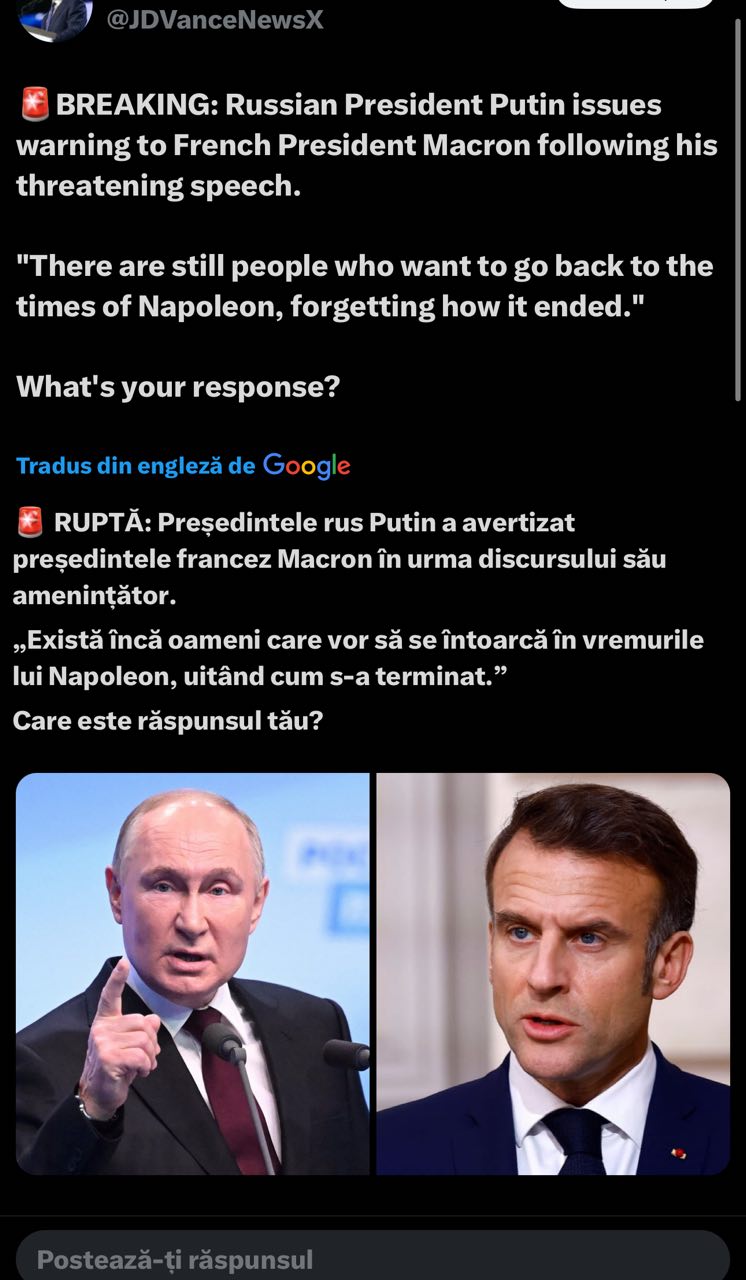 @JDVanceNewsX
🚨BREAKING: Russian President Putin issues
warning to French President Macron following his
threatening speech.
"There are still people who want to go back to the
times of Napoleon, forgetting how it ended."
What's your response?
Tradus din engleză de Google
🚨 RUPTĂ: Președintele rus Putin a avertizat
președintele francez Macron în urma discursului său
amenințător.
„Există încă oameni care vor să se întoarcă în vremurile
lui Napoleon, uitând cum s-a terminat.”
Care este răspunsul tău?
Postează-ți răspunsul